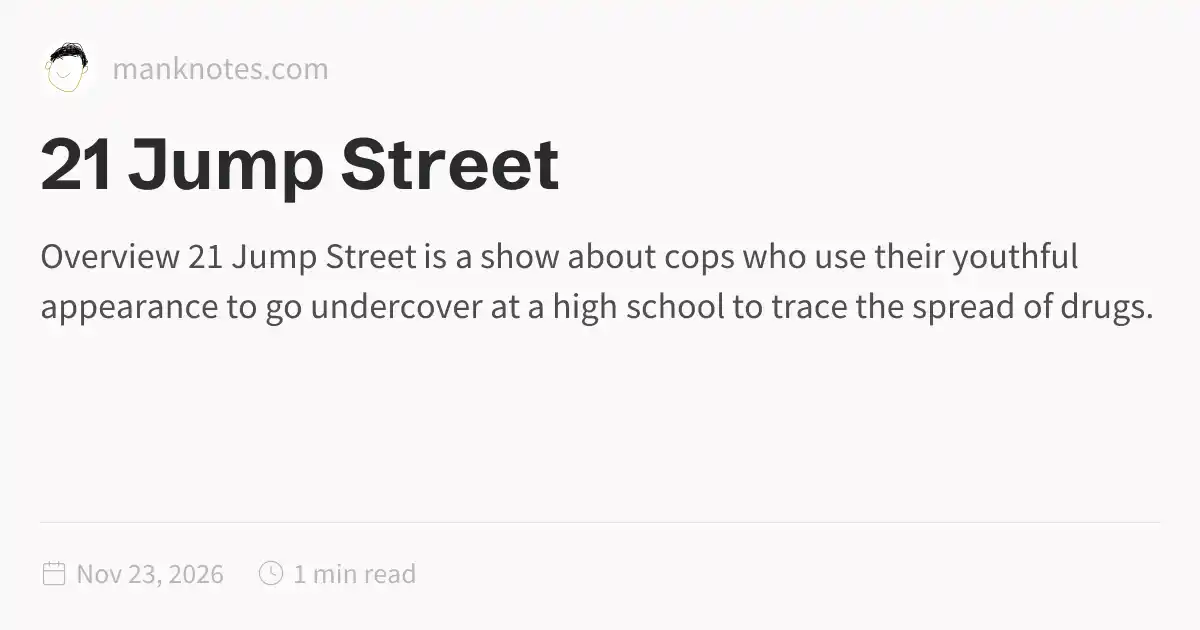 manknotes.com
21 Jump Street
Overview 21 Jump Street is a show about cops who use their youthful
appearance to go undercover at a high school to trace the spread of drugs.
Nov 23, 2026 1 min read